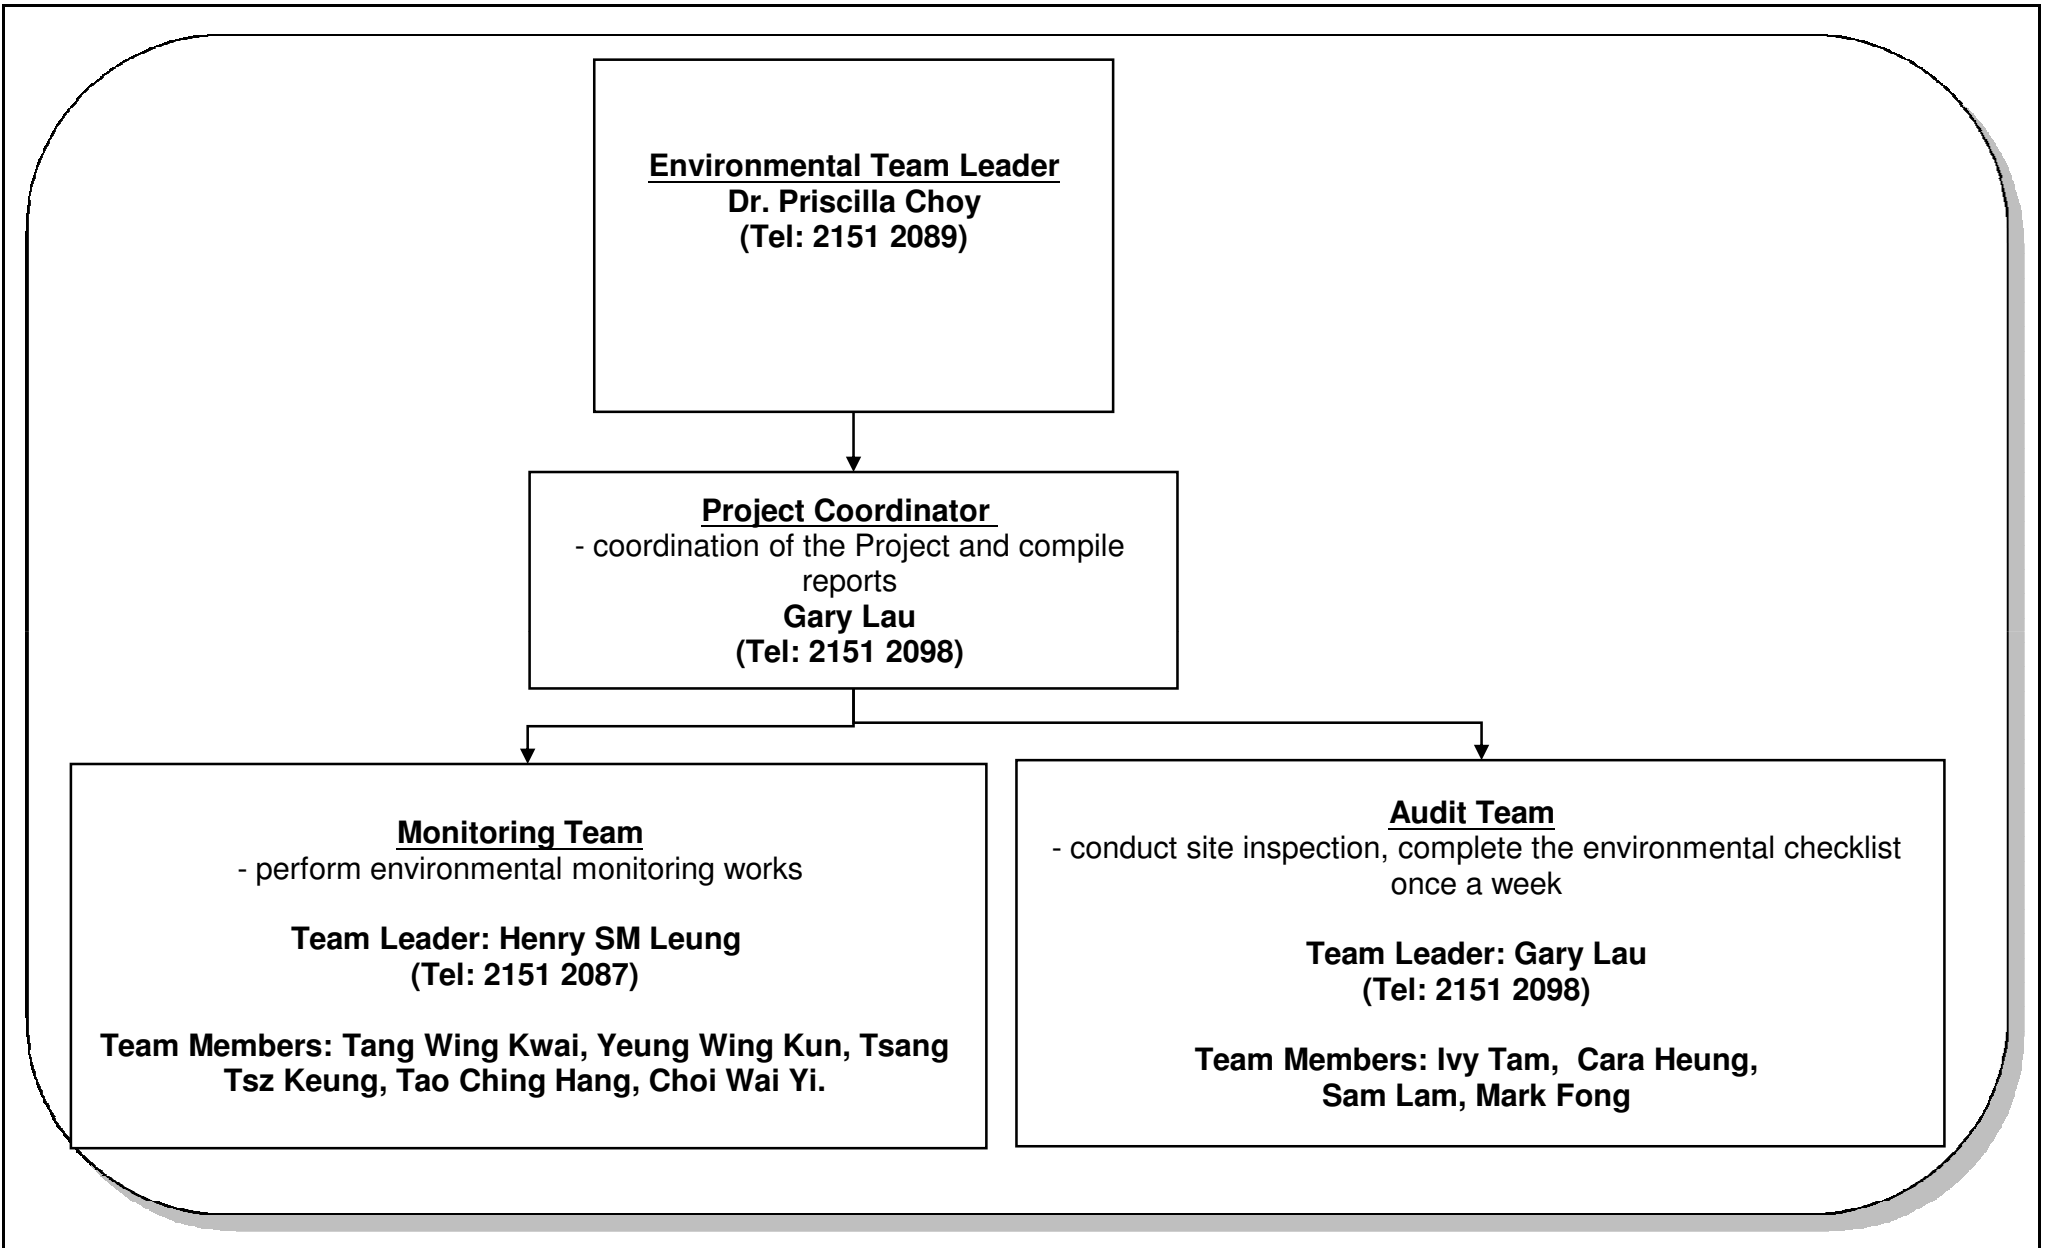 Environmental Team Leader
Dr. Priscilla Choy
(Tel: 2151 2089)
Project Coordinator
- coordination of the Project and compile
reports
Gary Lau
(Tel: 2151 2098)
Monitoring Team
- perform environmental monitoring works
Team Leader: Henry SM Leung
(Tel: 2151 2087)
Team Members: Tang Wing Kwai, Yeung Wing Kun, Tsang
Tsz Keung, Tao Ching Hang, Choi Wai Yi.
Audit Team
- conduct site inspection, complete the environmental checklist
once a week
Team Leader: Gary Lau
(Tel: 2151 2098)
Team Members: Ivy Tam,  Cara Heung,
Sam Lam, Mark Fong